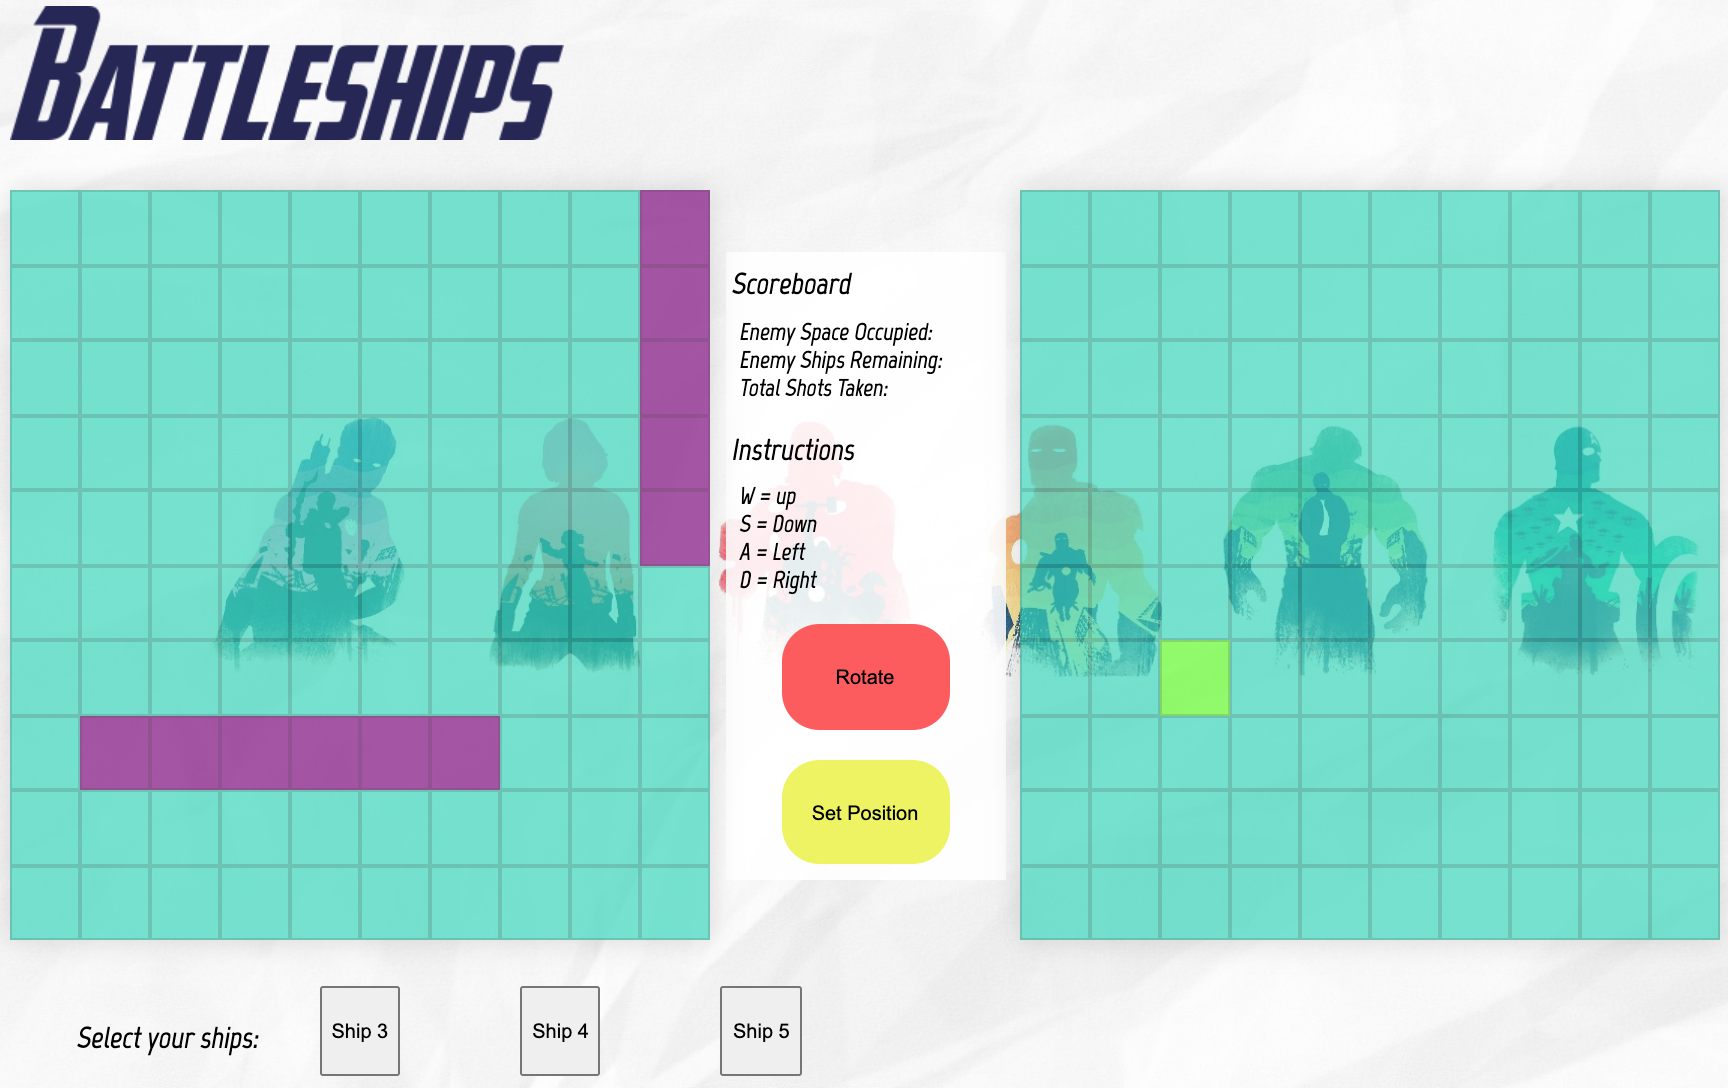 BATTLESHIPS
Scoreboard
Enemy Space Occupied:
Enemy Ships Remaining:
Total Shots Taken:
Instructions
W = up
S = Down
A = Left
D = Right
Rotate
Set Position
Select your ships:
Ship 3
Ship 4
Ship 5